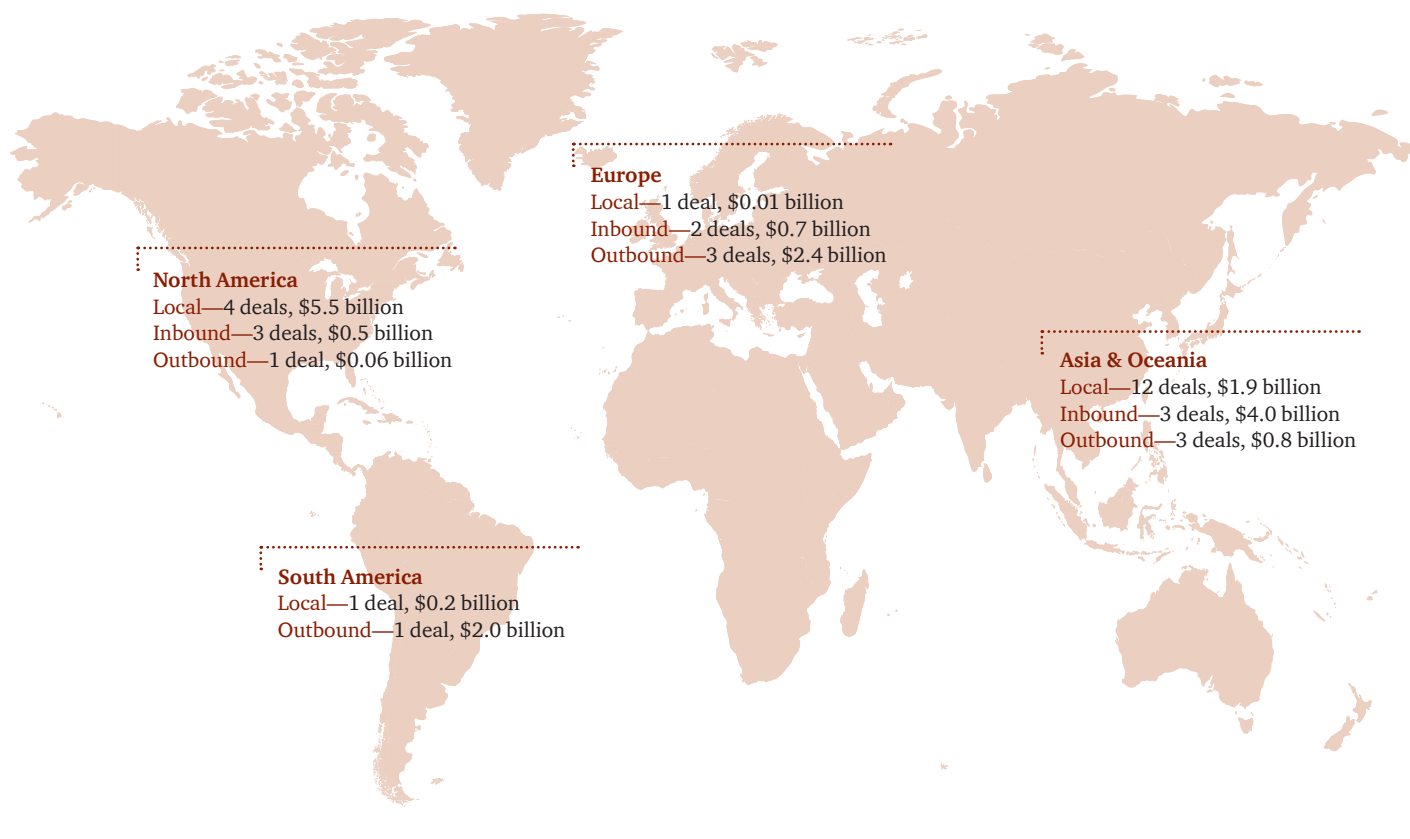 Europe
Local—1 deal, $0.01 billion
Inbound—2 deals, $0.7 billion
Outbound—3 deals, $2.4 billion
North America
Local—4 deals, $5.5 billion
Inbound—3 deals, $0.5 billion
Outbound—1 deal, $0.06 billion
Asia & Oceania
Local—12 deals, $1.9 billion
Inbound—3 deals, $4.0 billion
Outbound—3 deals, $0.8 billion
South America
Local—1 deal, $0.2 billion
Outbound—1 deal, $2.0 billion